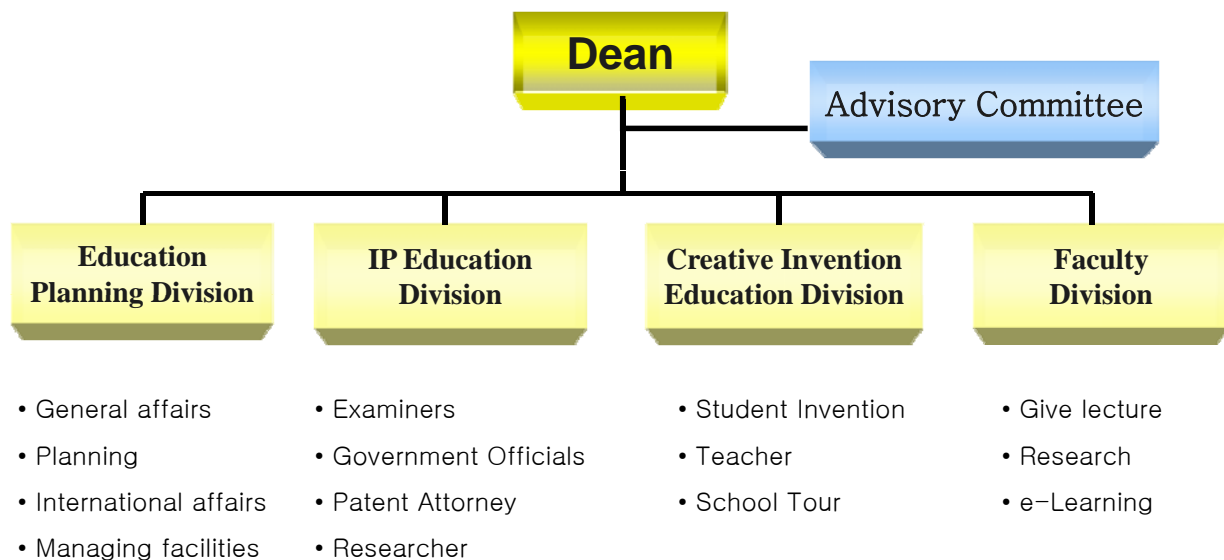 Dean
Advisory Committee
Education
Planning Division
IP Education
Division
Creative Invention
Education Division
Faculty
Division
• General affairs
• Planning
• International affairs
• Managing facilities
• Examiners
• Government Officials
• Patent Attorney
• Researcher
• Student Invention
• Teacher
• School Tour
• Give lecture
• Research
• e-Learning